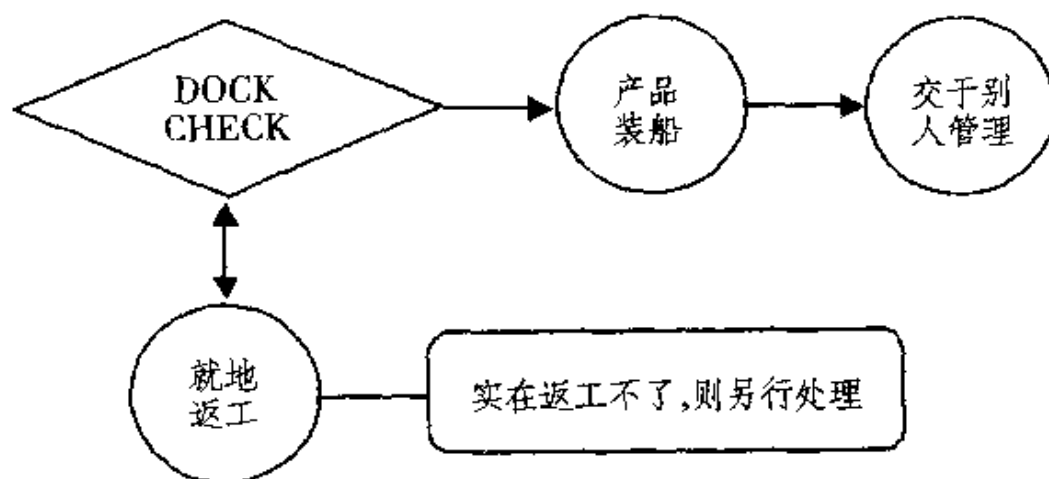 DOCK
CHECK
产品
装船
交于别
人管理
就地
返工
实在返工不了,则另行处理